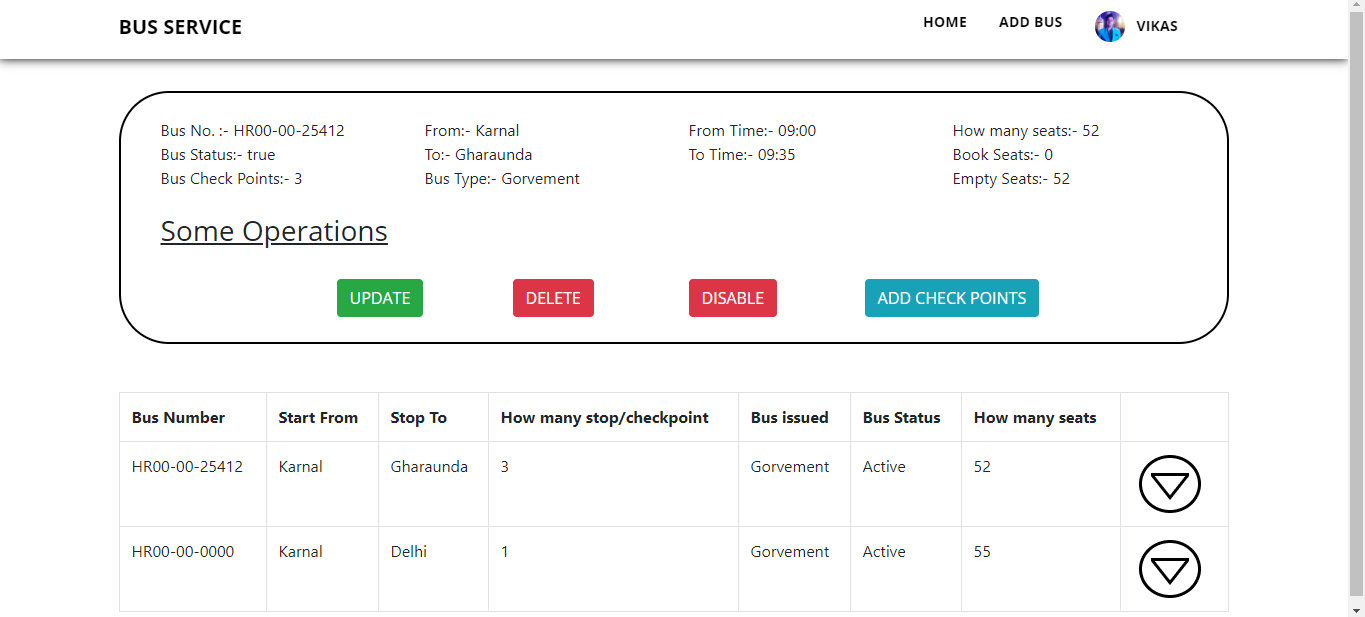 BUS SERVICE
HOME ADD BUS VIKAS
Bus No. :- HR00-00-25412 From:- Karnal From Time:- 09:00 How many seats:- 52
Bus Status:- true To:- Gharaunda To Time:- 09:35 Book Seats:- 0
Bus Check Points:- 3 Bus Type:- Gorvement Empty Seats:- 52
Some Operations
UPDATE DELETE DISABLE ADD CHECK POINTS
Bus Number Start From Stop To How many stop/checkpoint Bus issued Bus Status How many seats
HR00-00-25412 Karnal Gharaunda 3 Gorvement Active 52
HR00-00-0000 Karnal Delhi 1 Gorvement Active 55